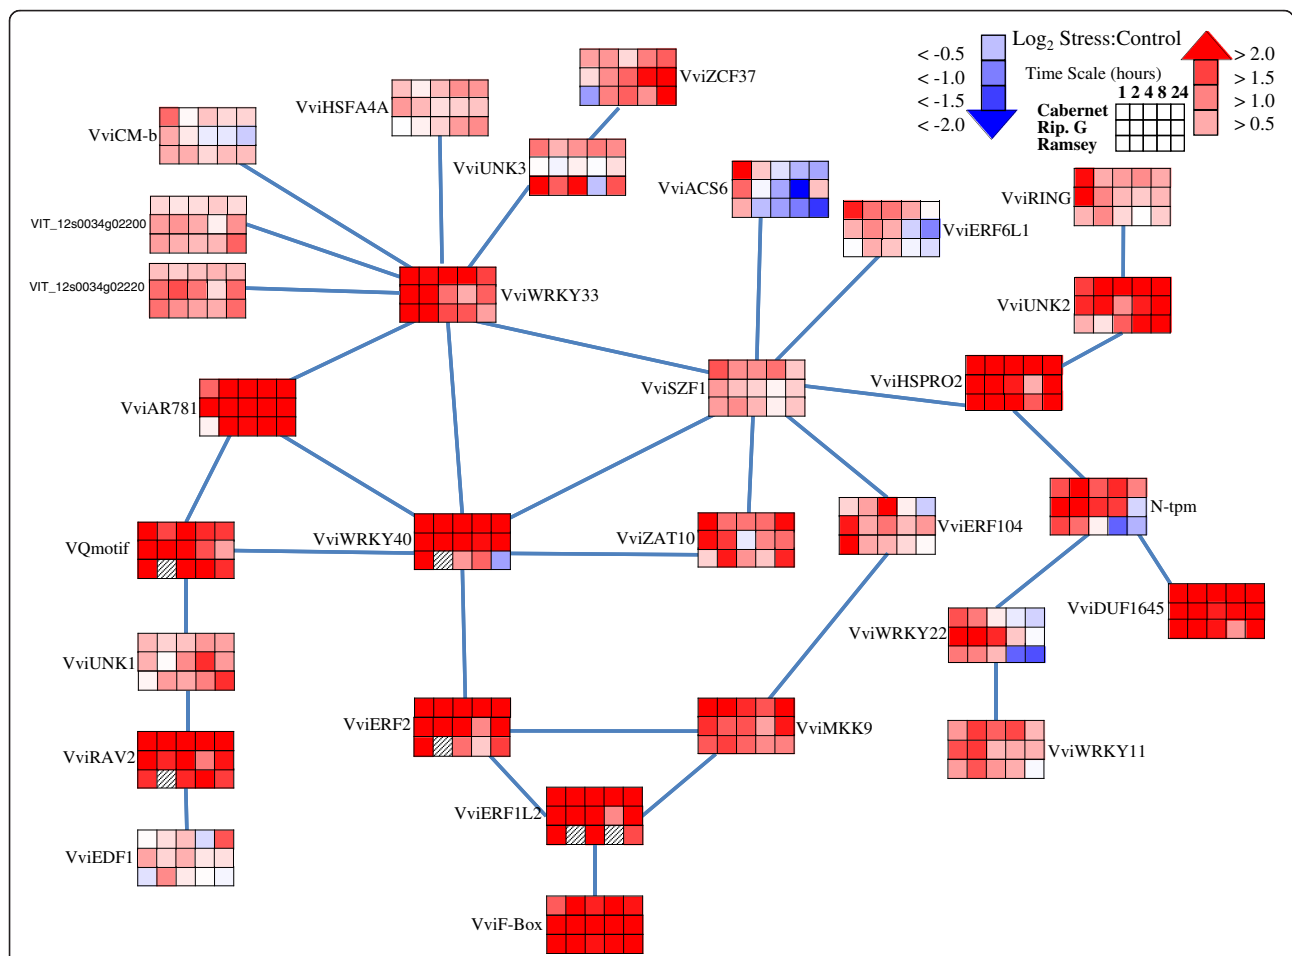 Log2 Stress:Control
< -0.5
< -1.0
< -1.5
< -2.0
> 2.0
> 1.5
> 1.0
> 0.5
Time Scale (hours)
1 2 4 8 24
Cabernet
Rip. G
Ramsey
VviZCF37
VviHSFA4A
VviCM-b
VviUNK3
VviACS6
VviRING
VIT_12s0034g02200
VviERF6L1
VIT_12s0034g02220
VviWRKY33
VviUNK2
VviSZF1
VviHSPRO2
VviAR781
N-tpm
VviERF104
VQmotif
VviWRKY40
VviZAT10
VviDUF1645
VviWRKY22
VviUNK1
VviERF2
VviMKK9
VviWRKY11
VviRAV2
VviERF1L2
VviEDF1
VviF-Box